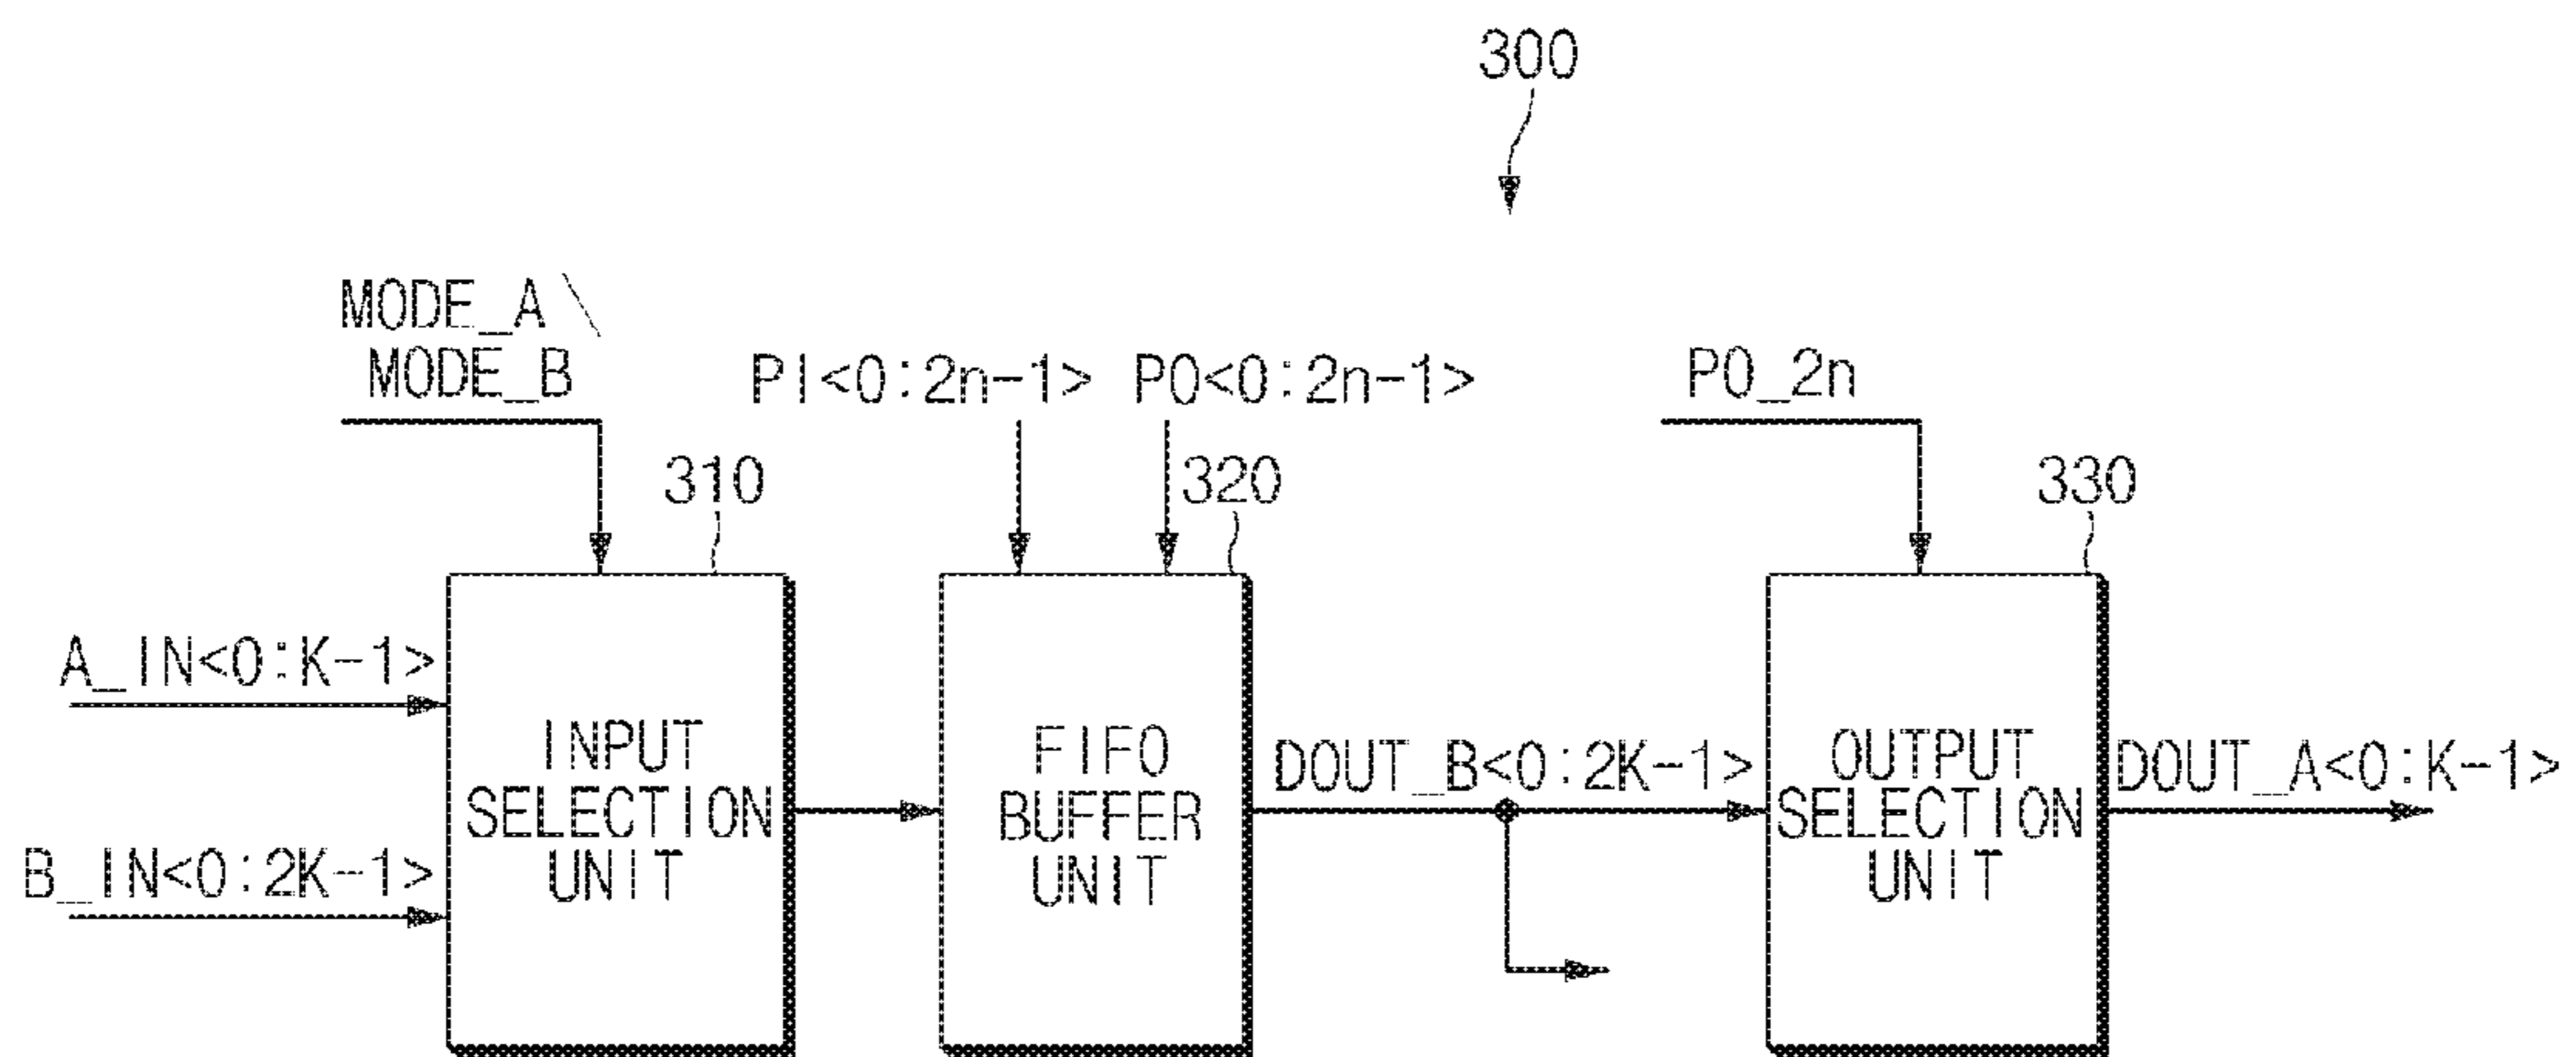 300
MODE_A \
MODE_B
PI<0:2n-1>
PO<0:2n-1>
PO_2n
310
320
330
A_IN<0:K-1>
B_IN<0:2K-1>
INPUT
SELECTION
UNIT
FIFO
BUFFER
UNIT
DOUT_B<0:2K-1>
OUTPUT
SELECTION
UNIT
DOUT_A<0:K-1>